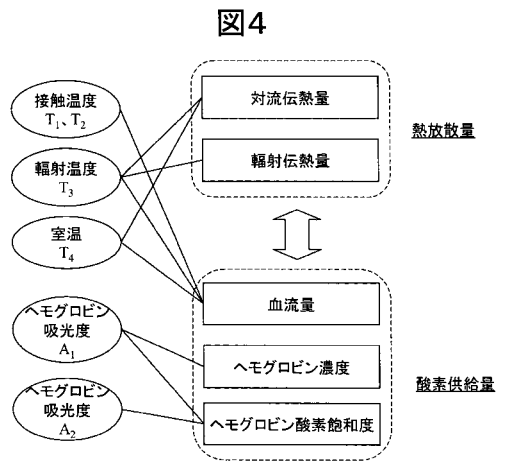 図4
接触温度
T₁、T₂
輻射温度
T₃
室温
T₄
ヘモグロビン
吸光度
A₁
ヘモグロビン
吸光度
A₂
対流伝熱量
輻射伝熱量
熱放散量
血流量
ヘモグロビン濃度
ヘモグロビン酸素飽和度
酸素供給量